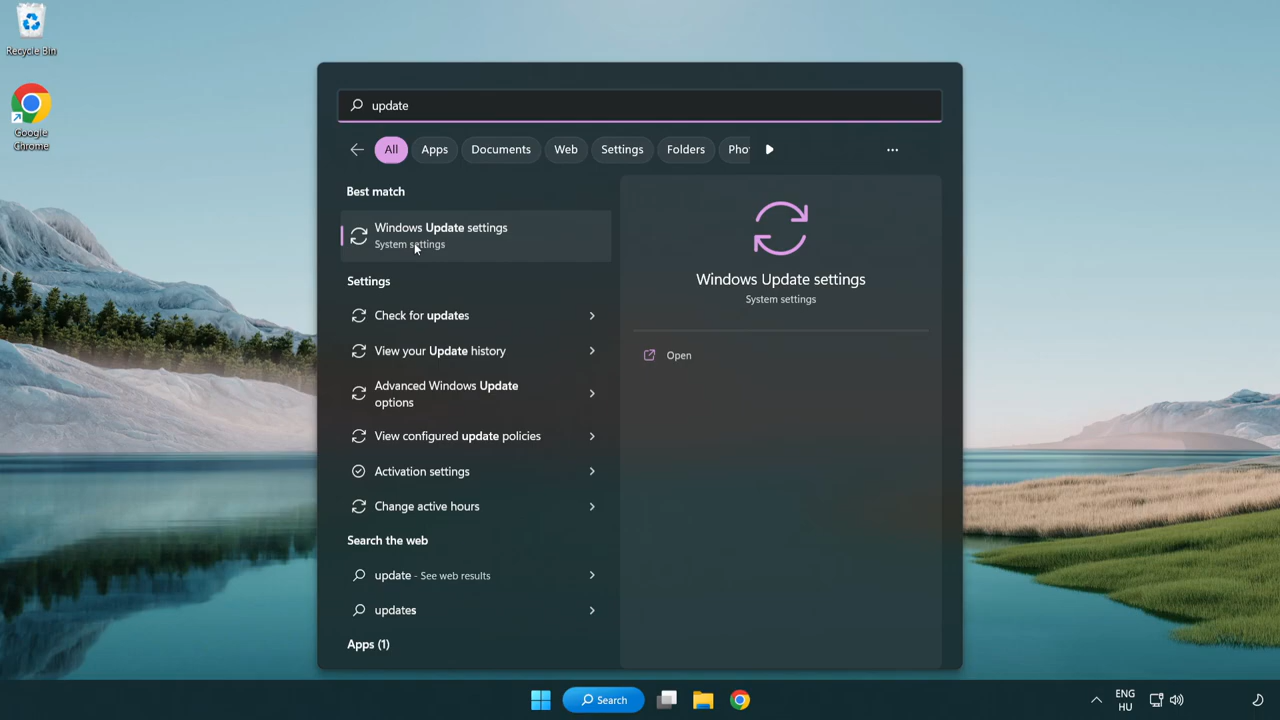 Recycle Bin
Google
Chrome
update
All
Apps
Documents
Web
Settings
Folders
Pho
Best match
Windows Update settings
System settings
Settings
Check for updates
View your Update history
Advanced Windows Update
options
View configured update policies
Activation settings
Change active hours
Search the web
update - See web results
updates
Apps (1)
Windows Update settings
System settings
Open
Search
ENG
HU